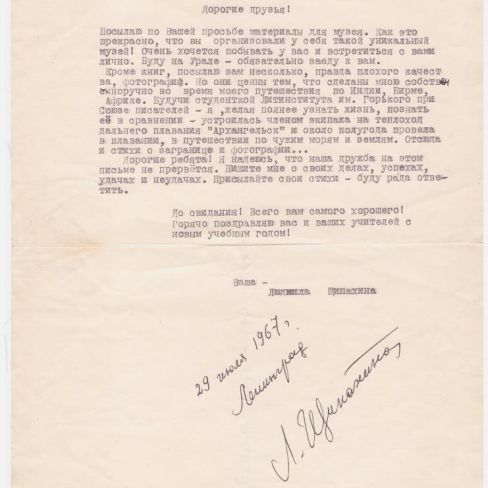 Дорогие друзья!
Посылаю по Вашей просьбе материалы для музея. Как это
прекрасно, что вы организовали у себя такой уникальный
музей! Очень хочется побывать у вас и встретиться с вами
лично. Буду на Урале - обязательно заеду к вам.
Кроме книг, посылаю вам несколько, правда плохого качест
ва, фотографий. Но они ценны тем, что сделаны мною собствен
норучно во время моего путешествия по Индии, Бирме,
Африке. Будучи студенткой Литинститута им. Горького при
Союзе писателей - я ,желая полнее узнать жизнь, познать
её в сравнении - устроилась членом экипажа на теплоход
дальнего плавания "Архангельск" и около полугода провела
в плавании, в путешествии по чужим морям и землям. Отсюда
и стихи о загранице и фотографии...
Дорогие ребята! Я надеюсь, что наша дружба на этом
письме не прервётся. Пишите мне о своих делах, успехах,
удачах и неудачах. Присылайте свои стихи - буду рада отве-
тить.
До свидания! Всего вам самого хорошего!
Горячо поздравляю вас и ваших учителей с
новым учебным годом!
Ваша -
Людмила Щипахина
29 июля 1967 г.
Ленинград
Л. Щипахина